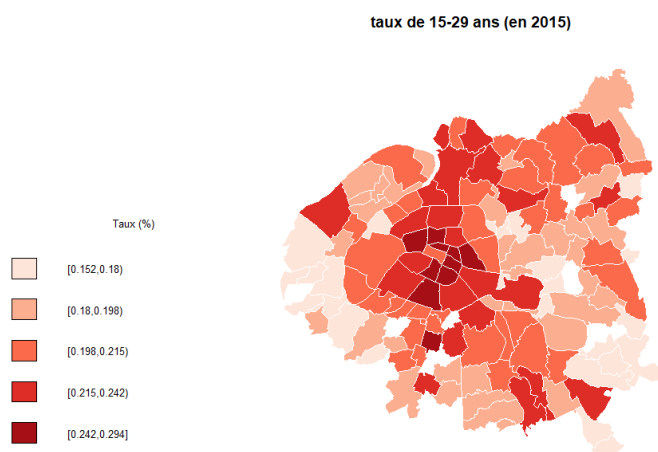 taux de 15-29 ans (en 2015)
Taux (%)
[0.152,0.18)
[0.18,0.198)
[0.198,0.215)
[0.215,0.242)
[0.242,0.294]